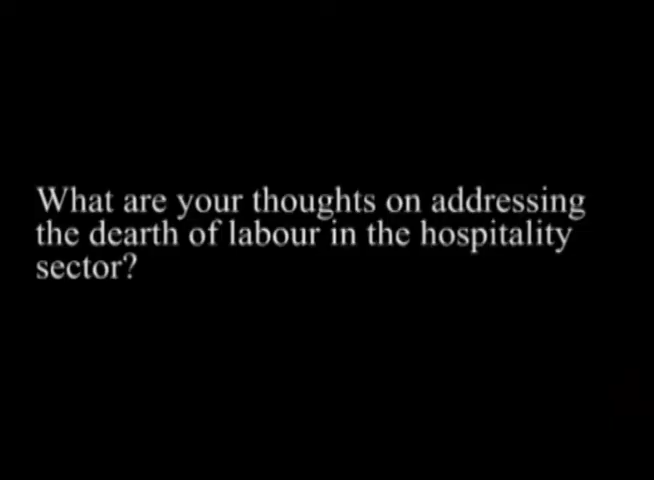 What are your thoughts on addressing
the dearth of labour in the hospitality
sector?